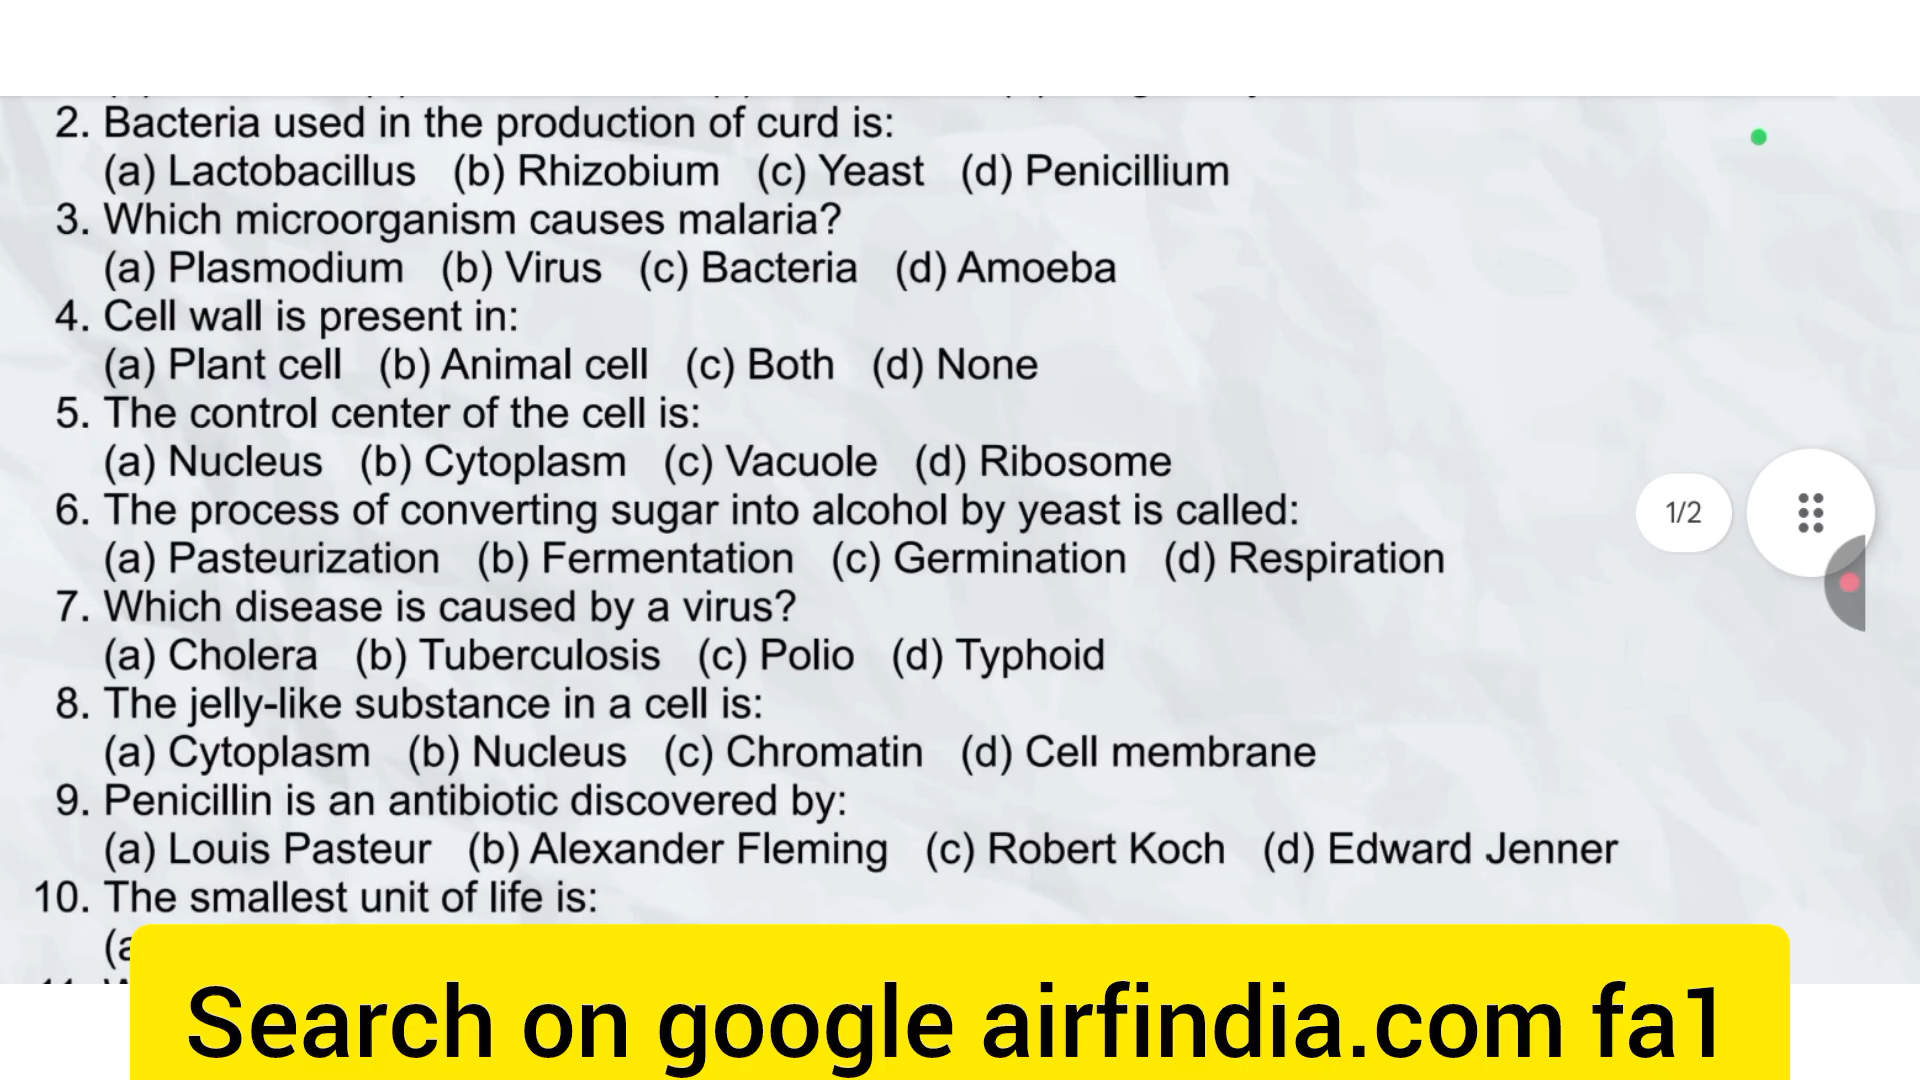 2. Bacteria used in the production of curd is:
(a) Lactobacillus (b) Rhizobium (c) Yeast (d) Penicillium
3. Which microorganism causes malaria?
(a) Plasmodium (b) Virus (c) Bacteria (d) Amoeba
4. Cell wall is present in:
(a) Plant cell (b) Animal cell (c) Both (d) None
5. The control center of the cell is:
(a) Nucleus (b) Cytoplasm (c) Vacuole (d) Ribosome
6. The process of converting sugar into alcohol by yeast is called:
(a) Pasteurization (b) Fermentation (c) Germination (d) Respiration
1/2
7. Which disease is caused by a virus?
(a) Cholera (b) Tuberculosis (c) Polio (d) Typhoid
8. The jelly-like substance in a cell is:
(a) Cytoplasm (b) Nucleus (c) Chromatin (d) Cell membrane
9. Penicillin is an antibiotic discovered by:
(a) Louis Pasteur (b) Alexander Fleming (c) Robert Koch (d) Edward Jenner
10. The smallest unit of life is:
(a
Search on google airfindia.com fa1